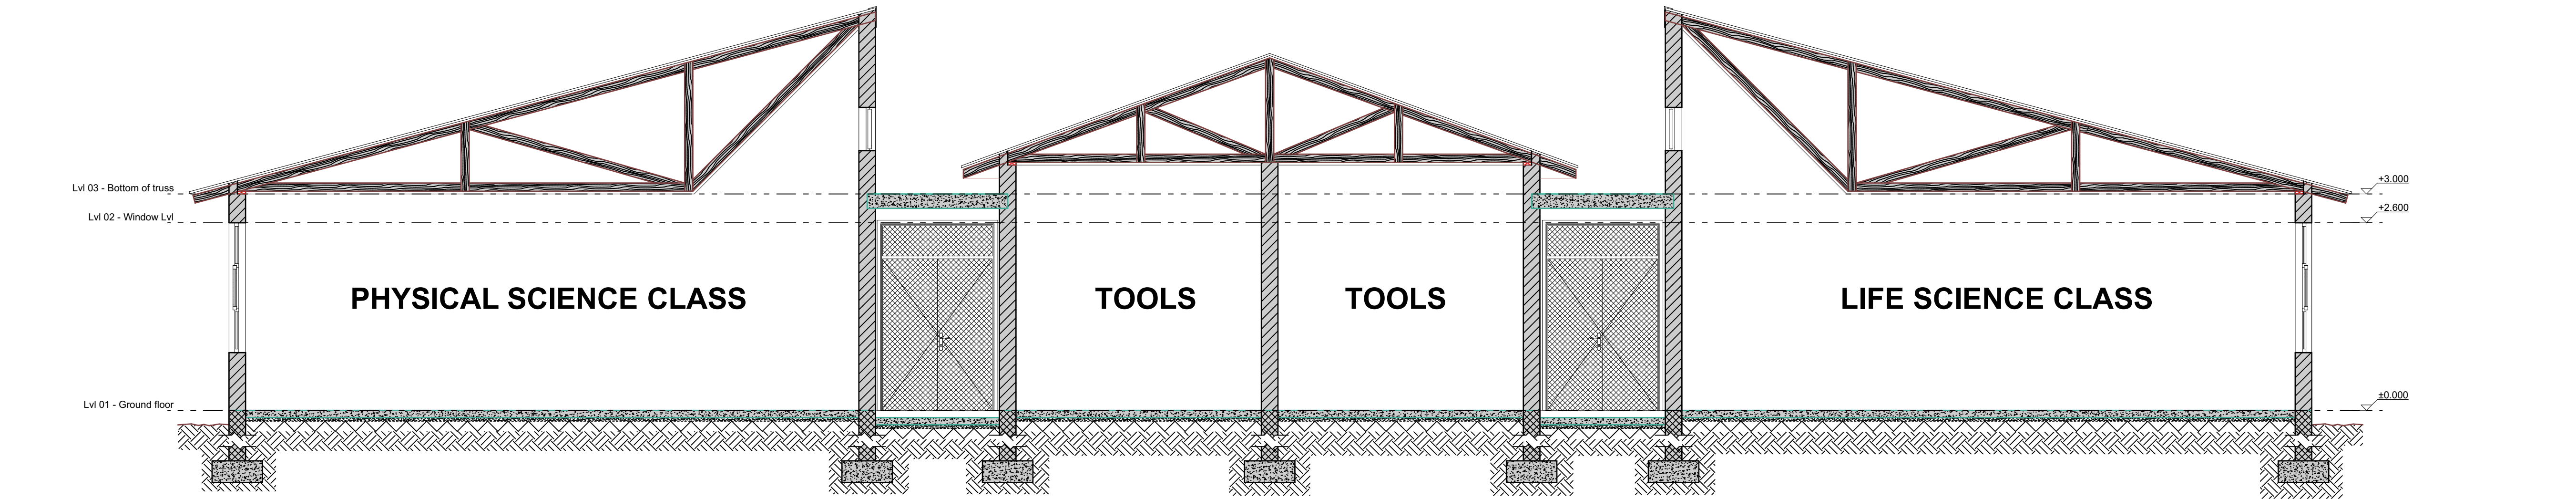 Lvl 03 - Bottom of truss
+3.000
Lvl 02 - Window Lvl
+2.600
PHYSICAL SCIENCE CLASS
TOOLS
TOOLS
LIFE SCIENCE CLASS
Lvl 01 - Ground floor
±0.000